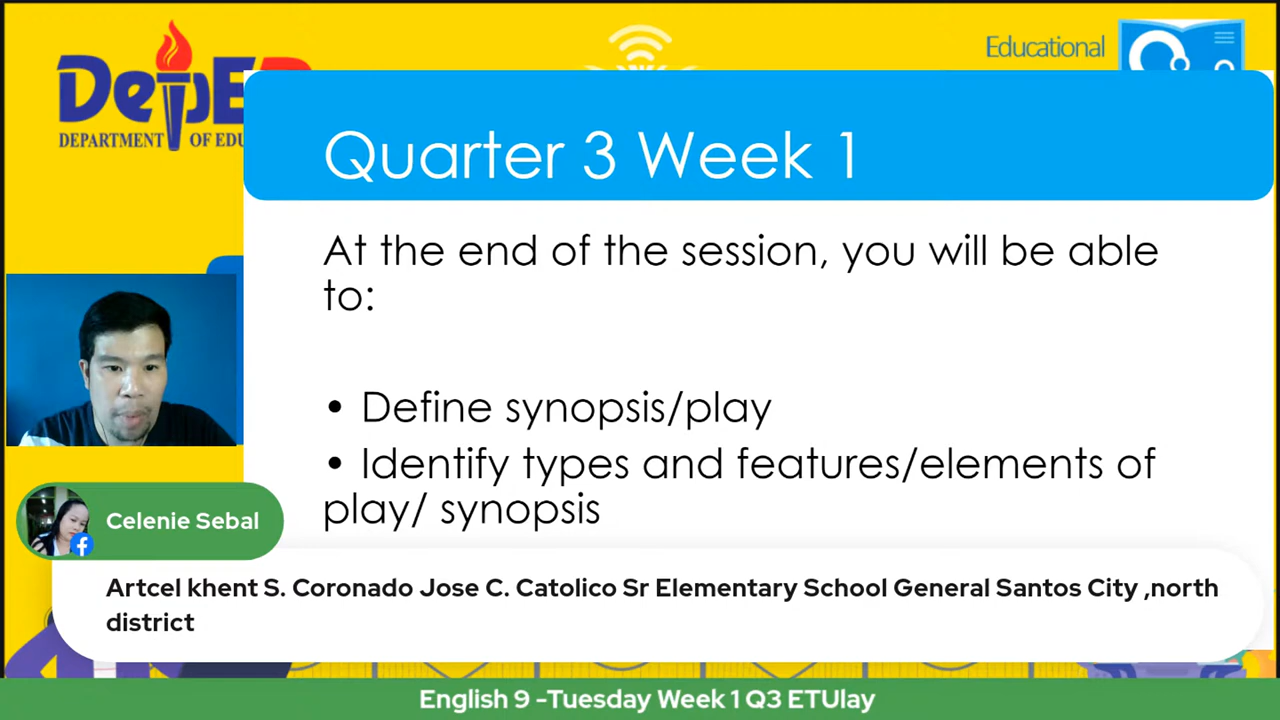 DepED
DEPARTMENT OF EDU
Educational
Quarter 3 Week 1
At the end of the session, you will be able
to:
• Define synopsis/play
• Identify types and features/elements of
play/ synopsis
Celenie Sebal
Artcel khent S. Coronado Jose C. Catolico Sr Elementary School General Santos City ,north
district
English 9 -Tuesday Week 1 Q3 ETUlay